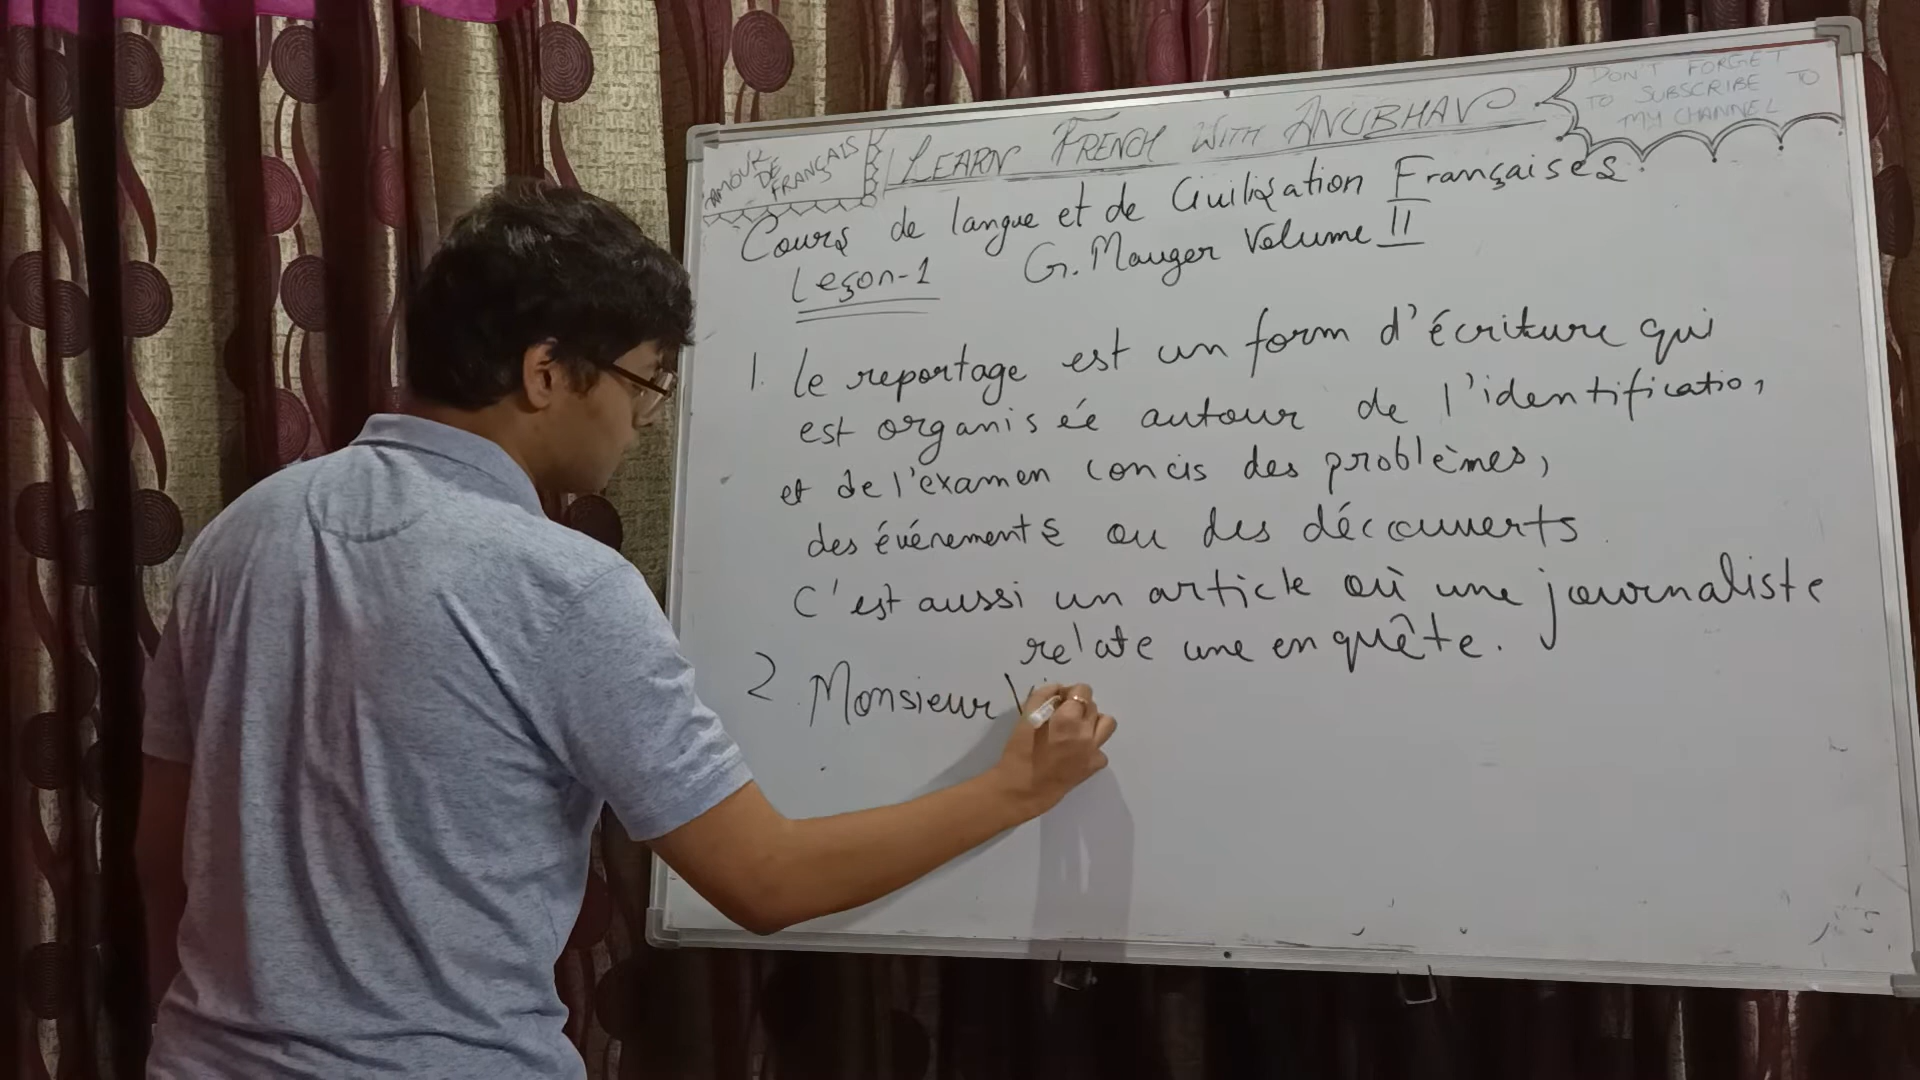 L'AMOUR DE FRANÇAIS
LEARN FRENCH WITH ANUBHAV
DON'T FORGET
TO SUBSCRIBE TO
MY CHANNEL
Cours de langue et de Civilisation Françaises.
Leçon-1 G. Mauger Volume II
1. Le reportage est un form d'écriture qui
est organisée autour de l'identification,
et de l'examen concis des problèmes,
des événements ou des découverts.
C'est aussi un article où une journaliste
relate une enquête.
2. Monsieur